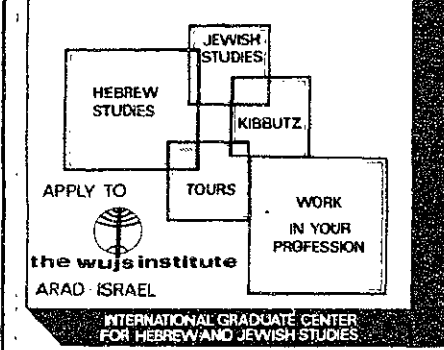 JEWISH
STUDIES
HEBREW
STUDIES
KIBBUTZ
TOURS
WORK
IN YOUR
PROFESSION
APPLY TO
the wujs institute
ARAD-ISRAEL
INTERNATIONAL GRADUATE CENTER
FOR HEBREW AND JEWISH STUDIES